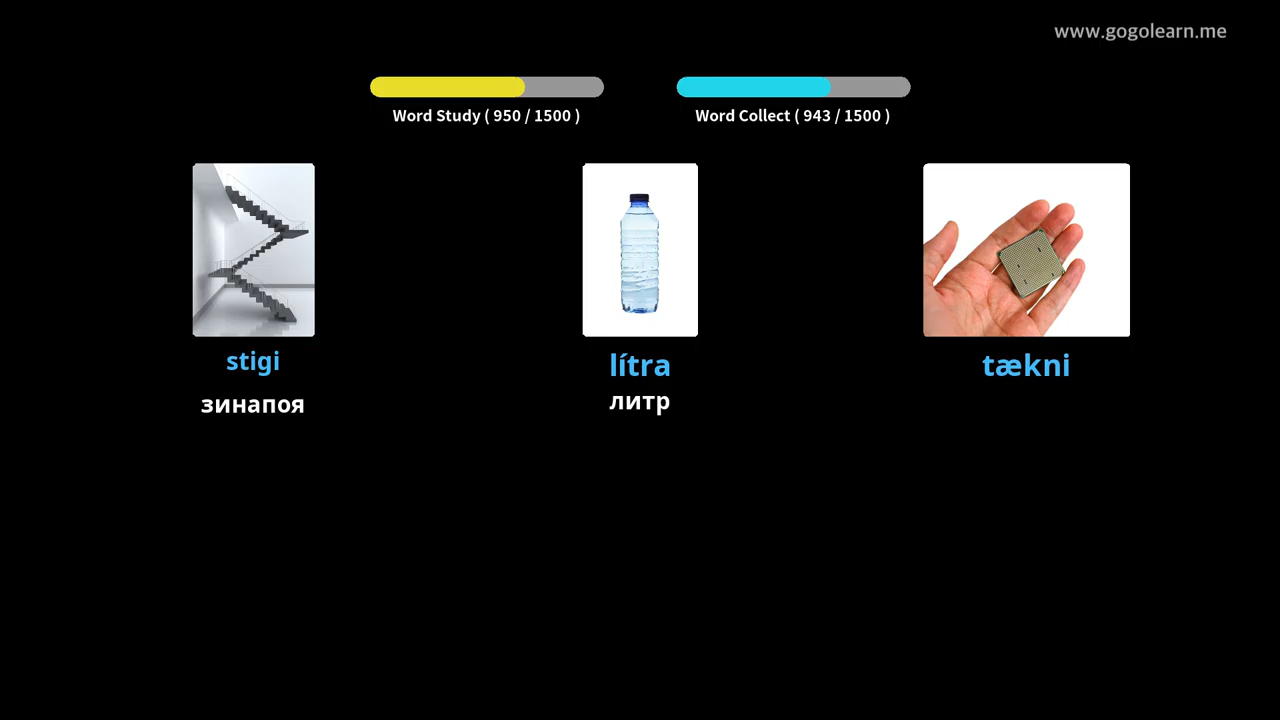 www.gogolearn.me
Word Study ( 950 / 1500 )
Word Collect ( 943 / 1500 )
stigi
зинапоя
lítra
литр
tækni